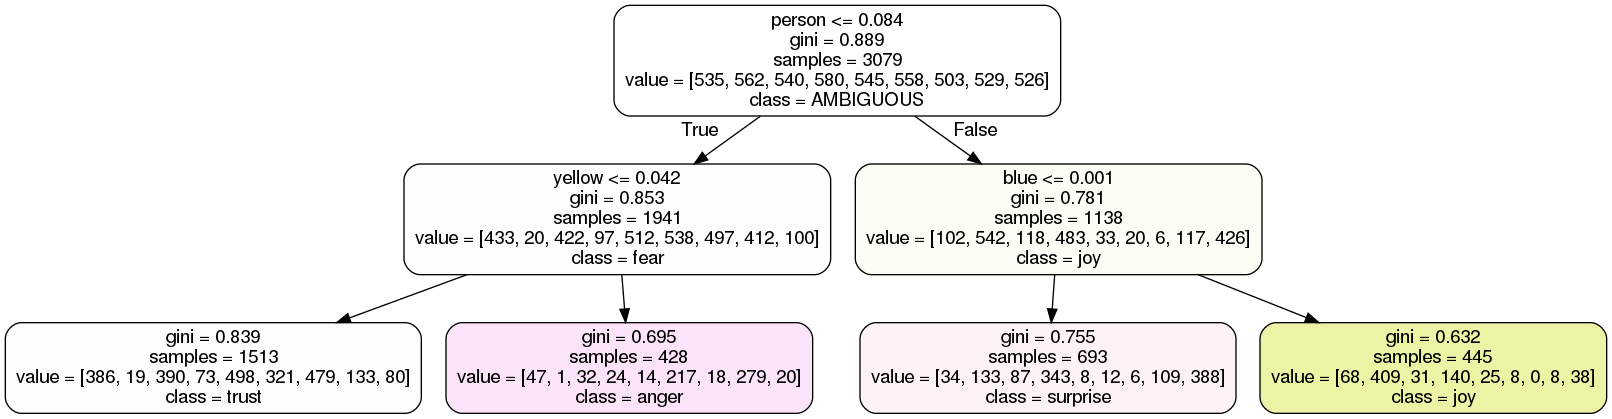 person <= 0.084
gini = 0.889
samples = 3079
value = [535, 562, 540, 580, 545, 558, 503, 529, 526]
class = AMBIGUOUS
True
False
yellow <= 0.042
gini = 0.853
samples = 1941
value = [433, 20, 422, 97, 512, 538, 497, 412, 100]
class = fear
blue <= 0.001
gini = 0.781
samples = 1138
value = [102, 542, 118, 483, 33, 20, 6, 117, 426]
class = joy
gini = 0.839
samples = 1513
value = [386, 19, 390, 73, 498, 321, 479, 133, 80]
class = trust
gini = 0.695
samples = 428
value = [47, 1, 32, 24, 14, 217, 18, 279, 20]
class = anger
gini = 0.755
samples = 693
value = [34, 133, 87, 343, 8, 12, 6, 109, 388]
class = surprise
gini = 0.632
samples = 445
value = [68, 409, 31, 140, 25, 8, 0, 8, 38]
class = joy